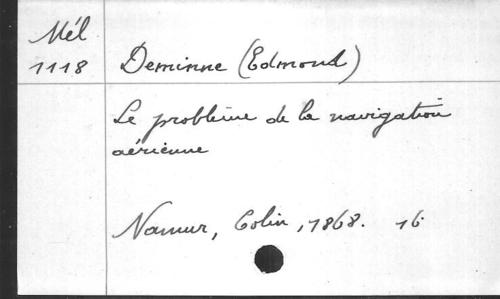 Mél
1118
Deminne (Edmond)
Le problème de la navigation
aérienne
Namur, Colin, 1868. 16.